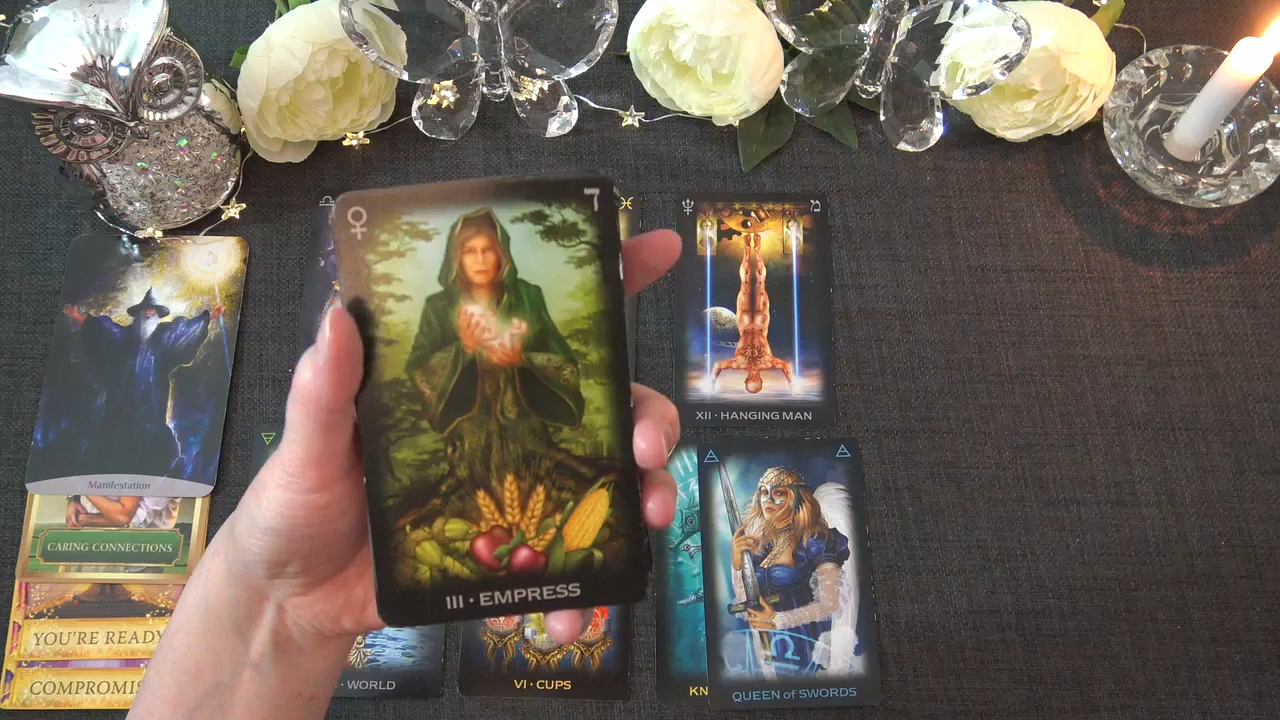 III · EMPRESS
XII · HANGING MAN
Manifestation
CARING CONNECTIONS
YOU'RE READY
COMPROMIS
· WORLD
VI · CUPS
KN
QUEEN of SWORDS